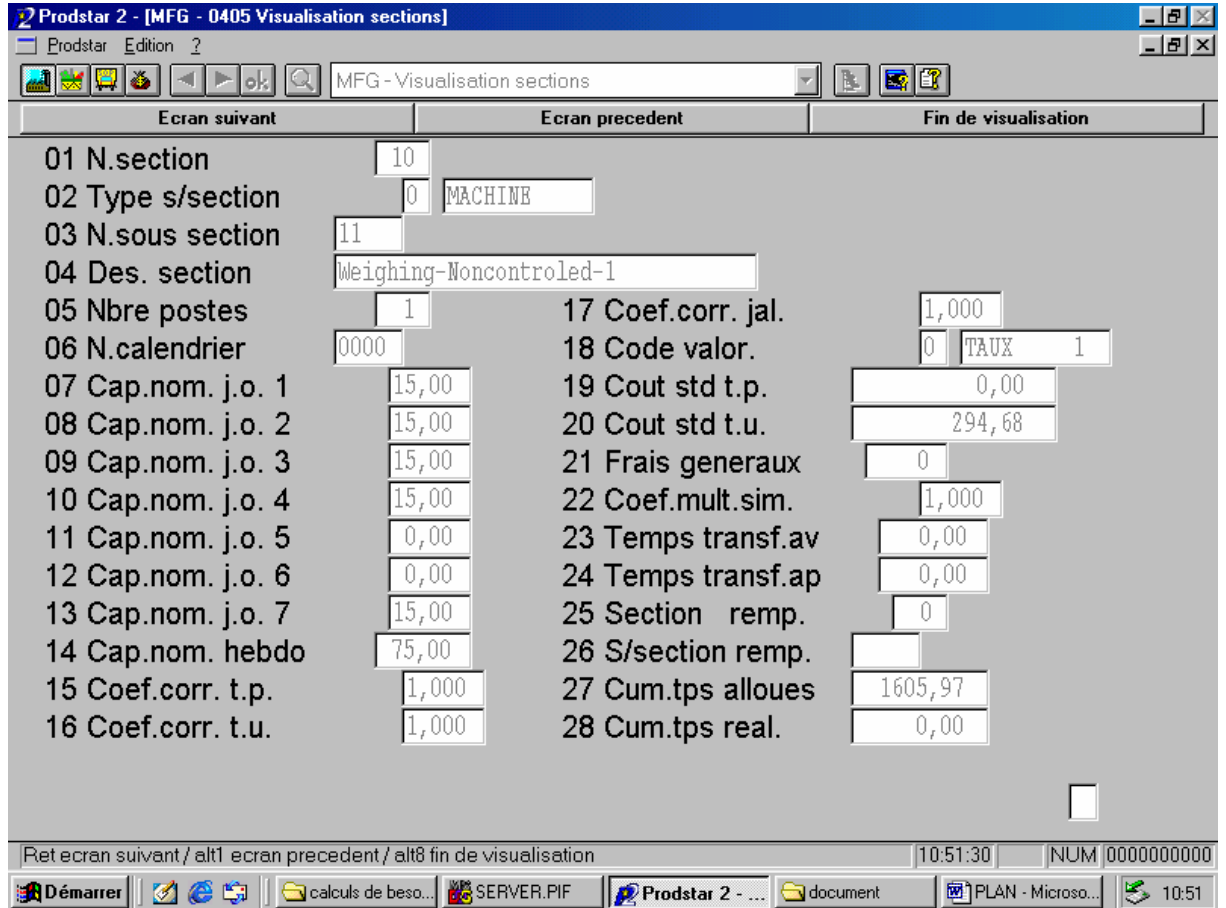 Prodstar 2 - [MFG - 0405 Visualisation sections]
Prodstar Edition ?
ok MFG - Visualisation sections
Ecran suivant Ecran precedent Fin de visualisation
01 N.section 10
02 Type s/section 0 MACHINE
03 N.sous section 11
04 Des. section Weighing-Noncontroled-1
05 Nbre postes 1 17 Coef.corr. jal. 1,000
06 N.calendrier 0000 18 Code valor. 0 TAUX 1
07 Cap.nom. j.o. 1 15,00 19 Cout std t.p. 0,00
08 Cap.nom. j.o. 2 15,00 20 Cout std t.u. 294,68
09 Cap.nom. j.o. 3 15,00 21 Frais generaux 0
10 Cap.nom. j.o. 4 15,00 22 Coef.mult.sim. 1,000
11 Cap.nom. j.o. 5 0,00 23 Temps transf.av 0,00
12 Cap.nom. j.o. 6 0,00 24 Temps transf.ap 0,00
13 Cap.nom. j.o. 7 15,00 25 Section remp. 0
14 Cap.nom. hebdo 75,00 26 S/section remp.
15 Coef.corr. t.p. 1,000 27 Cum.tps alloues 1605,97
16 Coef.corr. t.u. 1,000 28 Cum.tps real. 0,00
Ret ecran suivant / alt1 ecran precedent / alt8 fin de visualisation 10:51:30 NUM 0000000000
Démarrer calculs de beso... SERVER.PIF Prodstar 2 - ... document PLAN - Microso... 10:51